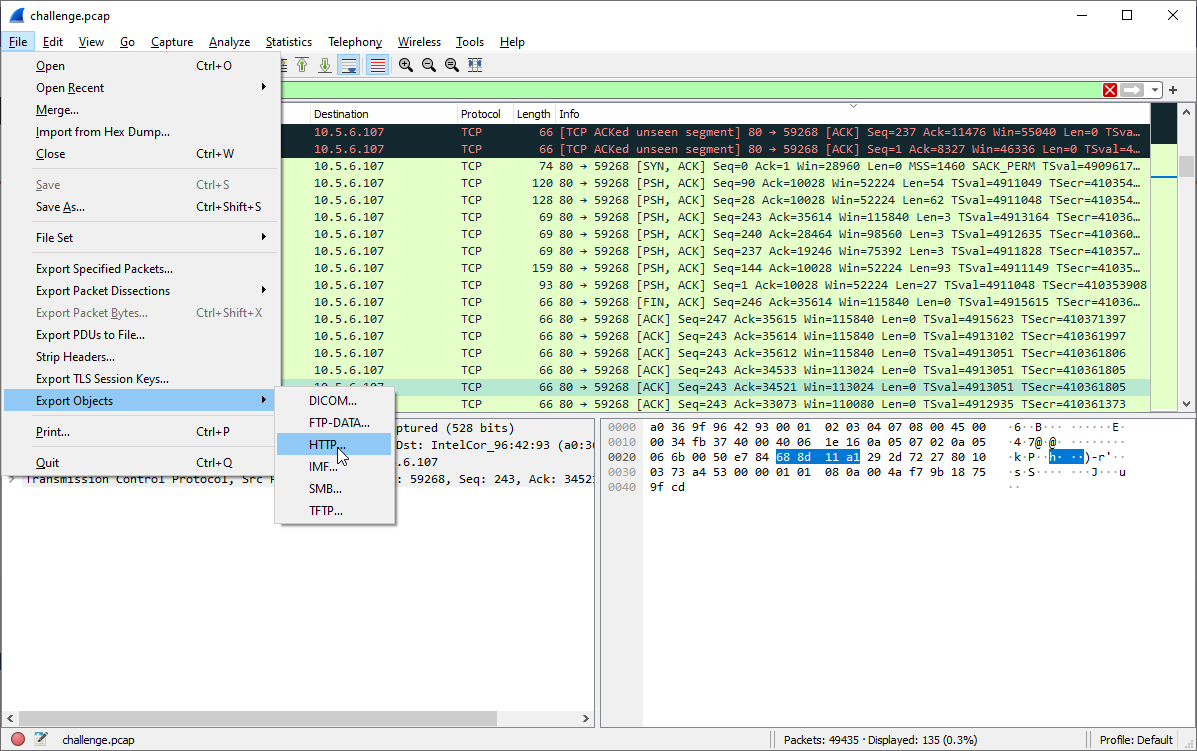 challenge.pcap
File Edit View Go Capture Analyze Statistics Telephony Wireless Tools Help
Open Ctrl+O
Open Recent
Merge...
Import from Hex Dump...
Close Ctrl+W
Save Ctrl+S
Save As... Ctrl+Shift+S
File Set
Export Specified Packets...
Export Packet Dissections
Export Packet Bytes... Ctrl+Shift+X
Export PDUs to File...
Strip Headers...
Export TLS Session Keys...
Export Objects
Print... Ctrl+P
Quit Ctrl+Q
DICOM...
FTP-DATA...
HTTP...
IMF...
SMB...
TFTP...
Destination Protocol Length Info
10.5.6.107 TCP 66 [TCP ACKed unseen segment] 80 → 59268 [ACK] Seq=237 Ack=11476 Win=55040 Len=0 TSva…
10.5.6.107 TCP 66 [TCP ACKed unseen segment] 80 → 59268 [ACK] Seq=1 Ack=8327 Win=46336 Len=0 TSval=4…
10.5.6.107 TCP 74 80 → 59268 [SYN, ACK] Seq=0 Ack=1 Win=28960 Len=0 MSS=1460 SACK_PERM TSval=4909617…
10.5.6.107 TCP 120 80 → 59268 [PSH, ACK] Seq=90 Ack=10028 Win=52224 Len=54 TSval=4911049 TSecr=410354…
10.5.6.107 TCP 128 80 → 59268 [PSH, ACK] Seq=28 Ack=10028 Win=52224 Len=62 TSval=4911048 TSecr=410354…
10.5.6.107 TCP 69 80 → 59268 [PSH, ACK] Seq=243 Ack=35614 Win=115840 Len=3 TSval=4913164 TSecr=41036…
10.5.6.107 TCP 69 80 → 59268 [PSH, ACK] Seq=240 Ack=28464 Win=98560 Len=3 TSval=4912635 TSecr=410360…
10.5.6.107 TCP 69 80 → 59268 [PSH, ACK] Seq=237 Ack=19246 Win=75392 Len=3 TSval=4911828 TSecr=410357…
10.5.6.107 TCP 159 80 → 59268 [PSH, ACK] Seq=144 Ack=10028 Win=52224 Len=93 TSval=4911149 TSecr=41035…
10.5.6.107 TCP 93 80 → 59268 [PSH, ACK] Seq=1 Ack=10028 Win=52224 Len=27 TSval=4911048 TSecr=410353908
10.5.6.107 TCP 66 80 → 59268 [FIN, ACK] Seq=246 Ack=35614 Win=115840 Len=0 TSval=4915615 TSecr=41036…
10.5.6.107 TCP 66 80 → 59268 [ACK] Seq=247 Ack=35615 Win=115840 Len=0 TSval=4915623 TSecr=410371397
10.5.6.107 TCP 66 80 → 59268 [ACK] Seq=243 Ack=35614 Win=115840 Len=0 TSval=4913102 TSecr=410361997
10.5.6.107 TCP 66 80 → 59268 [ACK] Seq=243 Ack=35612 Win=115840 Len=0 TSval=4913051 TSecr=410361806
10.5.6.107 TCP 66 80 → 59268 [ACK] Seq=243 Ack=34533 Win=113024 Len=0 TSval=4913051 TSecr=410361805
10.5.6.107 TCP 66 80 → 59268 [ACK] Seq=243 Ack=34521 Win=113024 Len=0 TSval=4913051 TSecr=410361805
TCP 66 80 → 59268 [ACK] Seq=243 Ack=33073 Win=110080 Len=0 TSval=4912935 TSecr=410361373
ptured (528 bits)
Dst: IntelCor_96:42:93 (a0:36
.6.107
Transmission Control Protocol, Src P : 59268, Seq: 243, Ack: 34521
0000 a0 36 9f 96 42 93 00 01 02 03 04 07 08 00 45 00 ·6··B··· ······E·
0010 00 34 fb 37 40 00 40 06 1e 16 0a 05 07 02 0a 05 ·4·7@·@· ········
0020 06 6b 00 50 e7 84 68 8d 11 a1 29 2d 72 27 80 10 ·k·P··h· ··)-r'··
0030 03 73 a4 53 00 00 01 01 08 0a 00 4a f7 9b 18 75 ·s·S···· ···J···u
0040 9f cd ··
challenge.pcap Packets: 49435 · Displayed: 135 (0.3%) Profile: Default